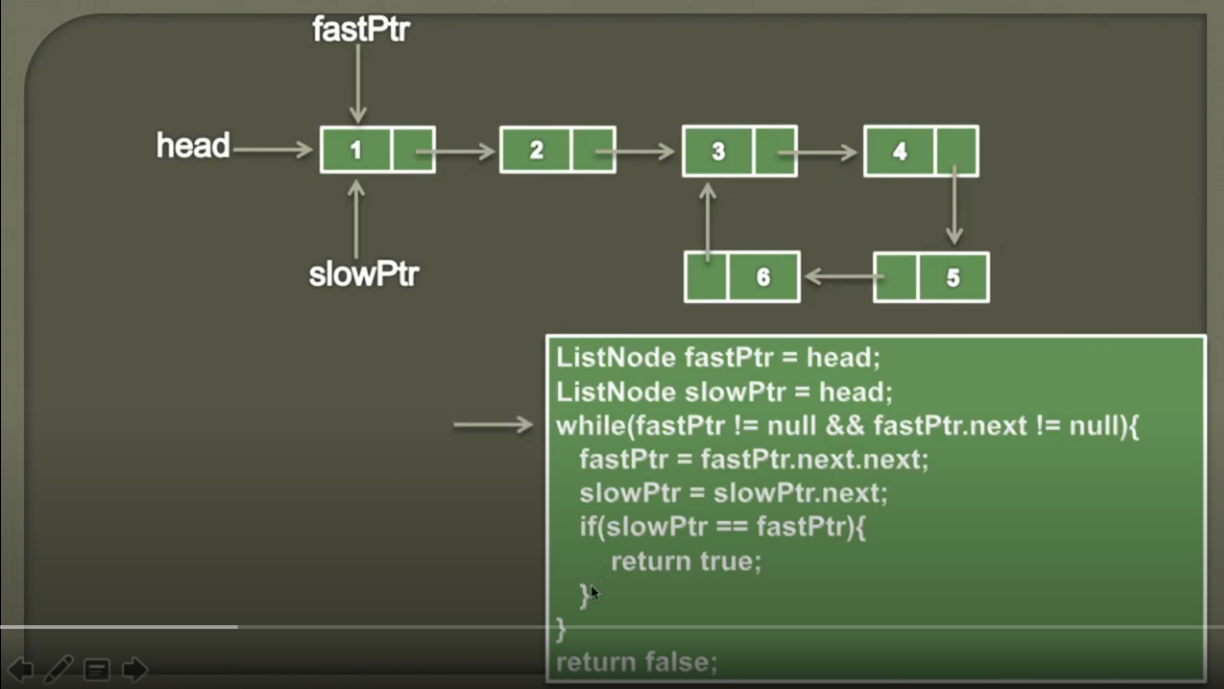 fastPtr
head
1
2
3
4
slowPtr
6
5
ListNode fastPtr = head;
ListNode slowPtr = head;
while(fastPtr != null && fastPtr.next != null){
fastPtr = fastPtr.next.next;
slowPtr = slowPtr.next;
if(slowPtr == fastPtr){
return true;
}
}
return false;